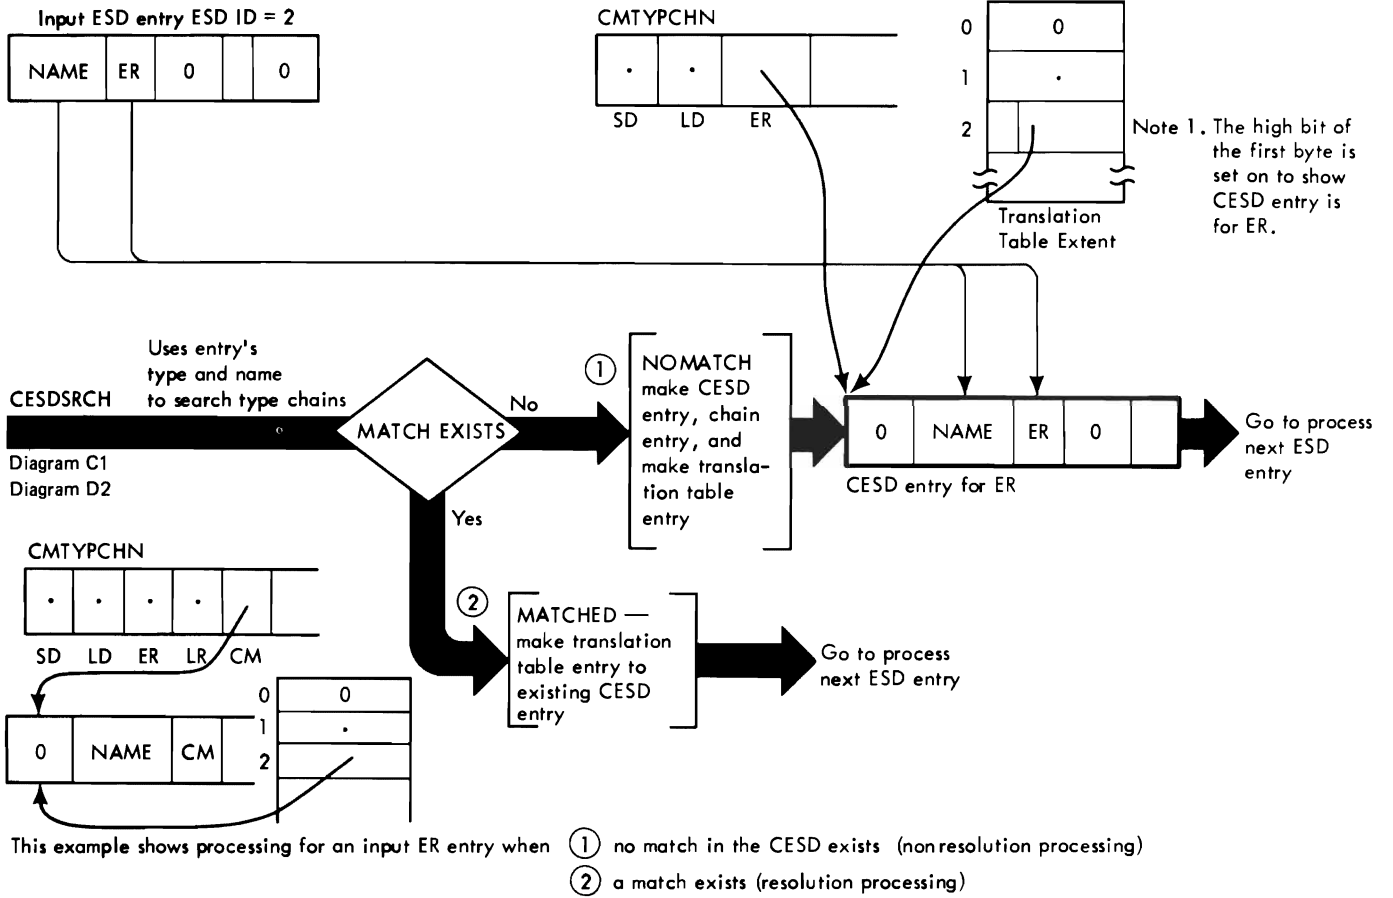 Input ESD entry ESD ID = 2
NAME ER 0 0
CMTYPCHN
. .
SD LD ER
0 0
1 .
2
Note 1. The high bit of
the first byte is
set on to show
CESD entry is
for ER.
Translation
Table Extent
Uses entry's
type and name
to search type chains
CESDSRCH
Diagram C1
Diagram D2
MATCH EXISTS
No
Yes
1
NOMATCH
make CESD
entry, chain
entry, and
make transla-
tion table
entry
0 NAME ER 0
CESD entry for ER
Go to process
next ESD
entry
CMTYPCHN
. . . .
SD LD ER LR CM
0 NAME CM
0 0
1 .
2
2
MATCHED —
make translation
table entry to
existing CESD
entry
Go to process
next ESD entry
This example shows processing for an input ER entry when 1 no match in the CESD exists (nonresolution processing)
2 a match exists (resolution processing)